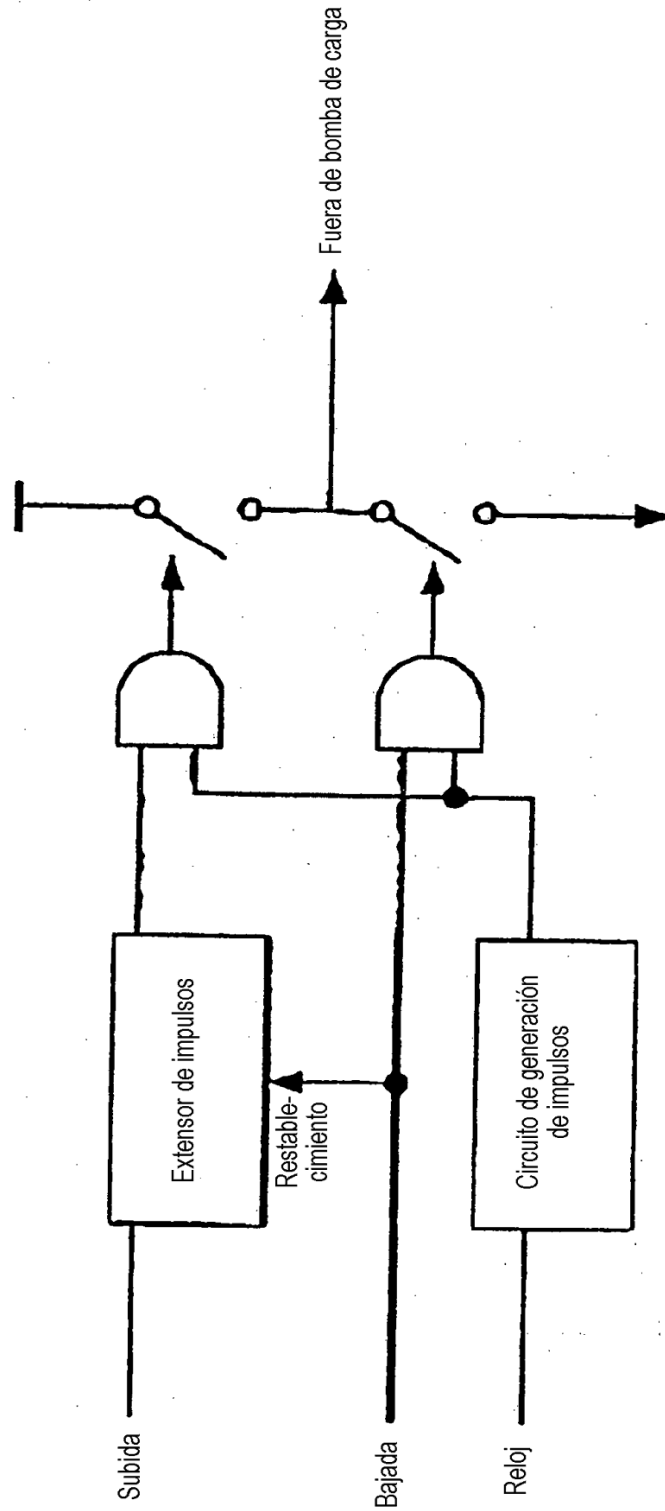 Subida
Extensor de impulsos
Restable-
cimiento
Bajada
Reloj
Circuito de generación
de impulsos
Fuera de bomba de carga